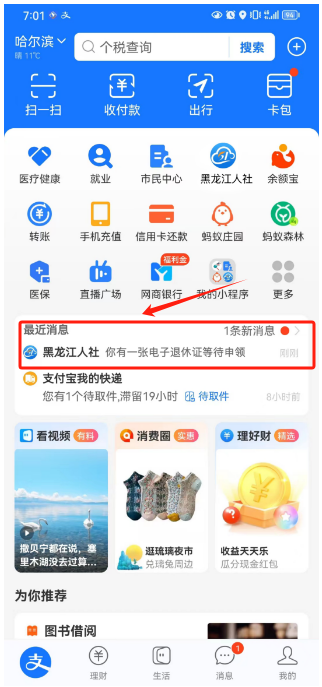 7:01
94
哈尔滨
晴 11℃
个税查询
搜索
扫一扫
收付款
出行
卡包
医疗健康
就业
市民中心
黑龙江人社
余额宝
转账
手机充值
信用卡还款
蚂蚁庄园
蚂蚁森林
福利金
医保
直播广场
网商银行
我的小程序
更多
最近消息
1条新消息
黑龙江人社 你有一张电子退休证等待申领 刚刚
支付宝我的快递
您有1个待取件,滞留19小时 待取件 8小时前
看视频 有料
消费圈 实惠
理好财 精选
撒贝宁都在说，塞
里木湖没去过算...
逛琉璃夜市
兑瑞兔周边
收益天天乐
瓜分现金红包
为你推荐
图书借阅
支
理财
生活
1
消息
我的